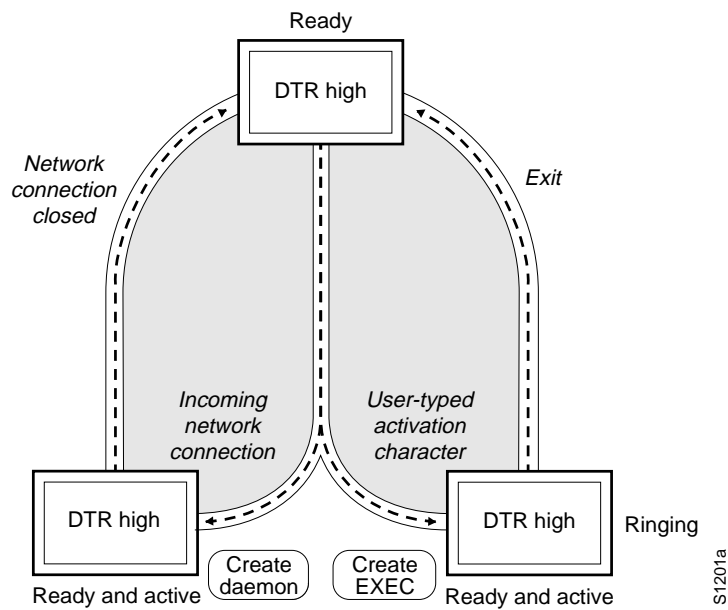 Ready
DTR high
Network
connection
closed
Exit
Incoming
network
connection
User-typed
activation
character
DTR high
DTR high
Ringing
Create
daemon
Create
EXEC
Ready and active
Ready and active
S1201a